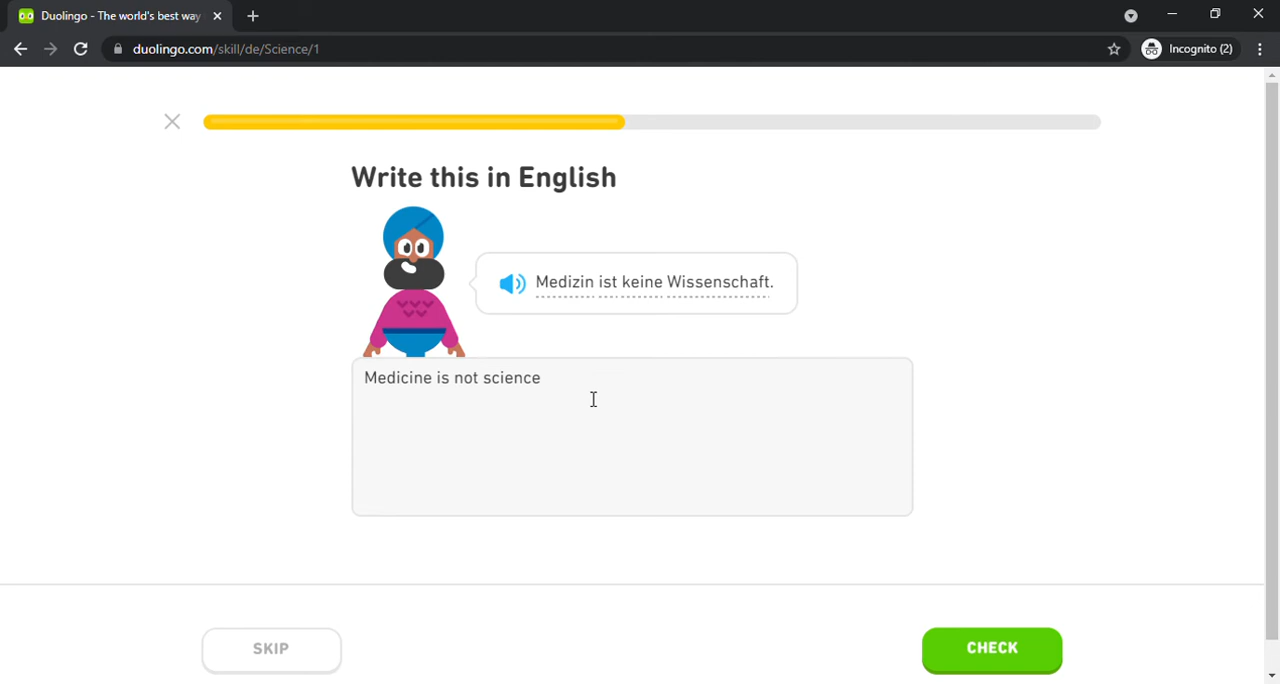 Duolingo - The world's best way
duolingo.com/skill/de/Science/1
Incognito (2)
Write this in English
Medizin ist keine Wissenschaft.
Medicine is not science
SKIP
CHECK